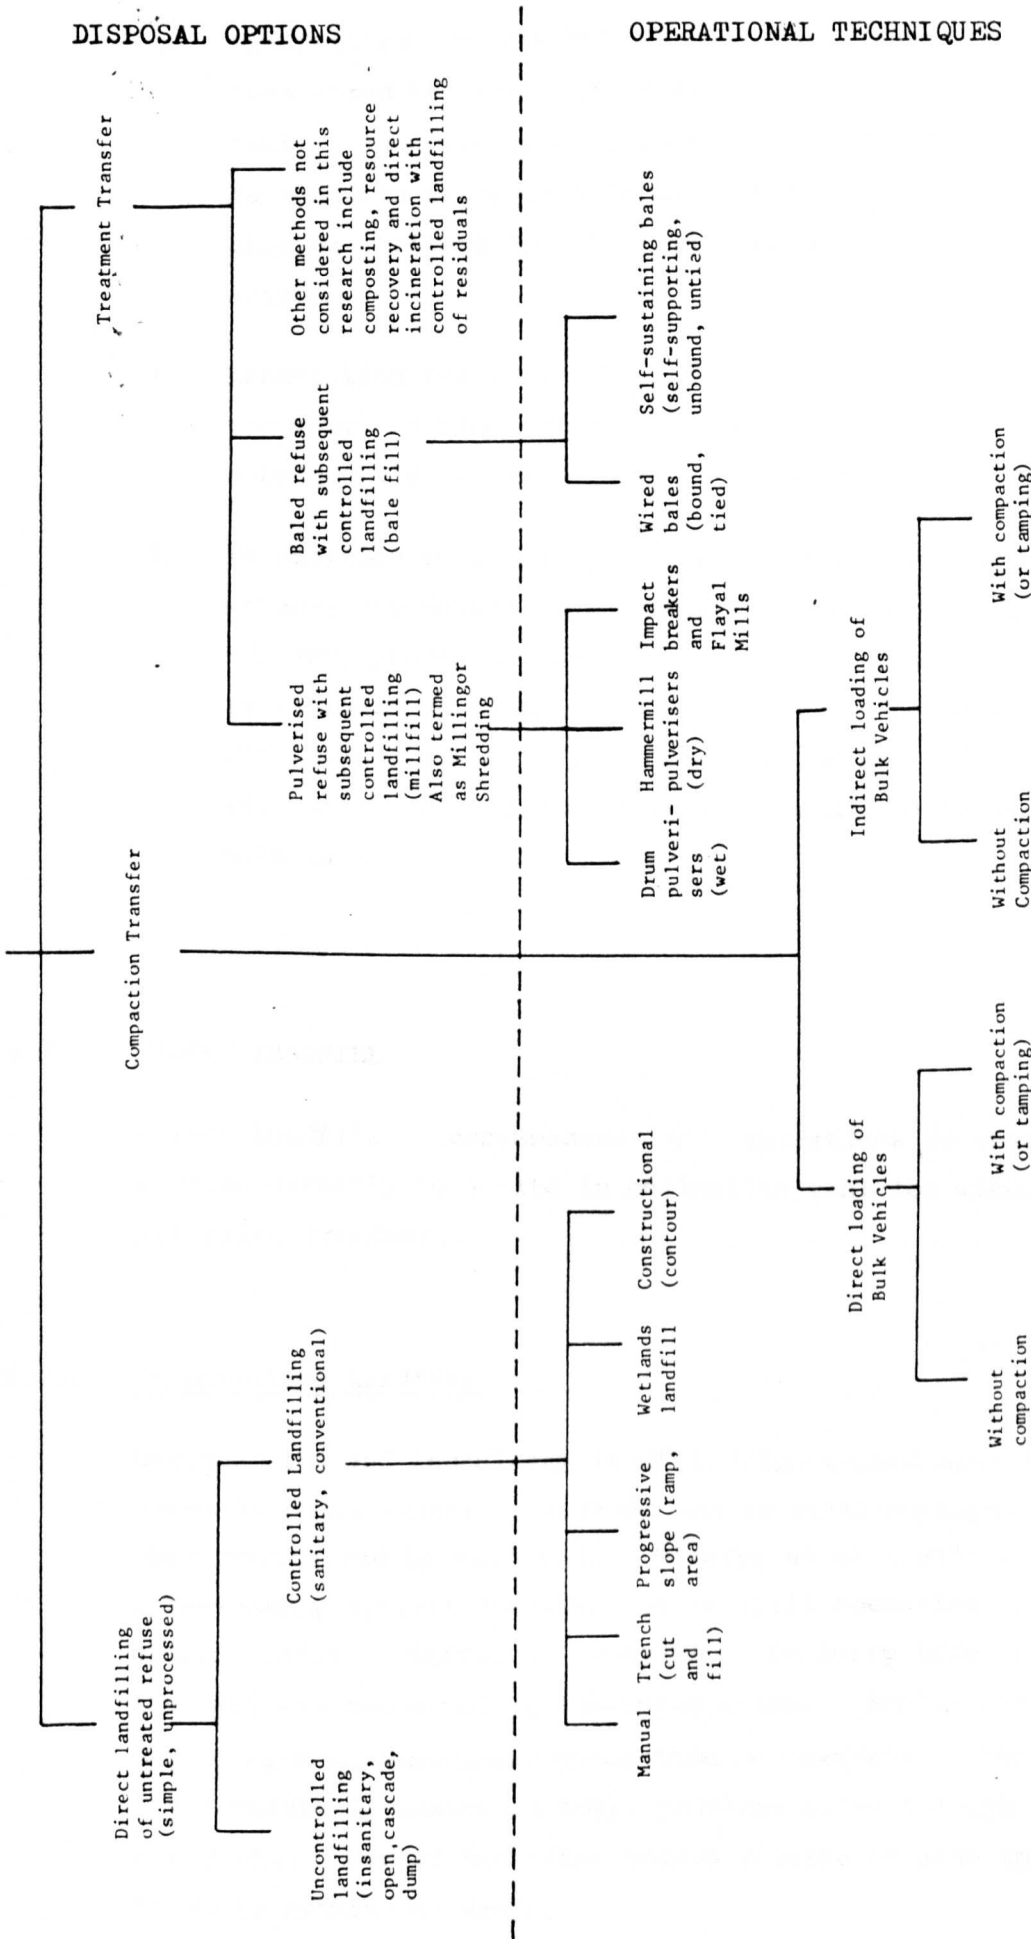 DISPOSAL OPTIONS
OPERATIONAL TECHNIQUES
Direct landfilling
of untreated refuse
(simple, unprocessed)
Compaction Transfer
Treatment Transfer
Uncontrolled
landfilling
(insanitary,
open,cascade,
dump)
Controlled Landfilling
(sanitary, conventional)
Pulverised
refuse with
subsequent
controlled
landfilling
(millfill)
Also termed
as Millingor
Shredding
Baled refuse
with subsequent
controlled
landfilling
(bale fill)
Other methods not
considered in this
research include
composting, resource
recovery and direct
incineration with
controlled landfilling
of residuals
Manual
Trench
(cut
and
fill)
Progressive
slope (ramp,
area)
Wetlands
landfill
Constructional
(contour)
Drum
pulveri-
sers
(wet)
Hammermill
pulverisers
(dry)
Impact
breakers
and
Flayal
Mills
Wired
bales
(bound,
tied)
Self-sustaining bales
(self-supporting,
unbound, untied)
Direct loading of
Bulk Vehicles
Indirect loading of
Bulk Vehicles
Without
compaction
With compaction
(or tamping)
Without
Compaction
With compaction
(or tamping)